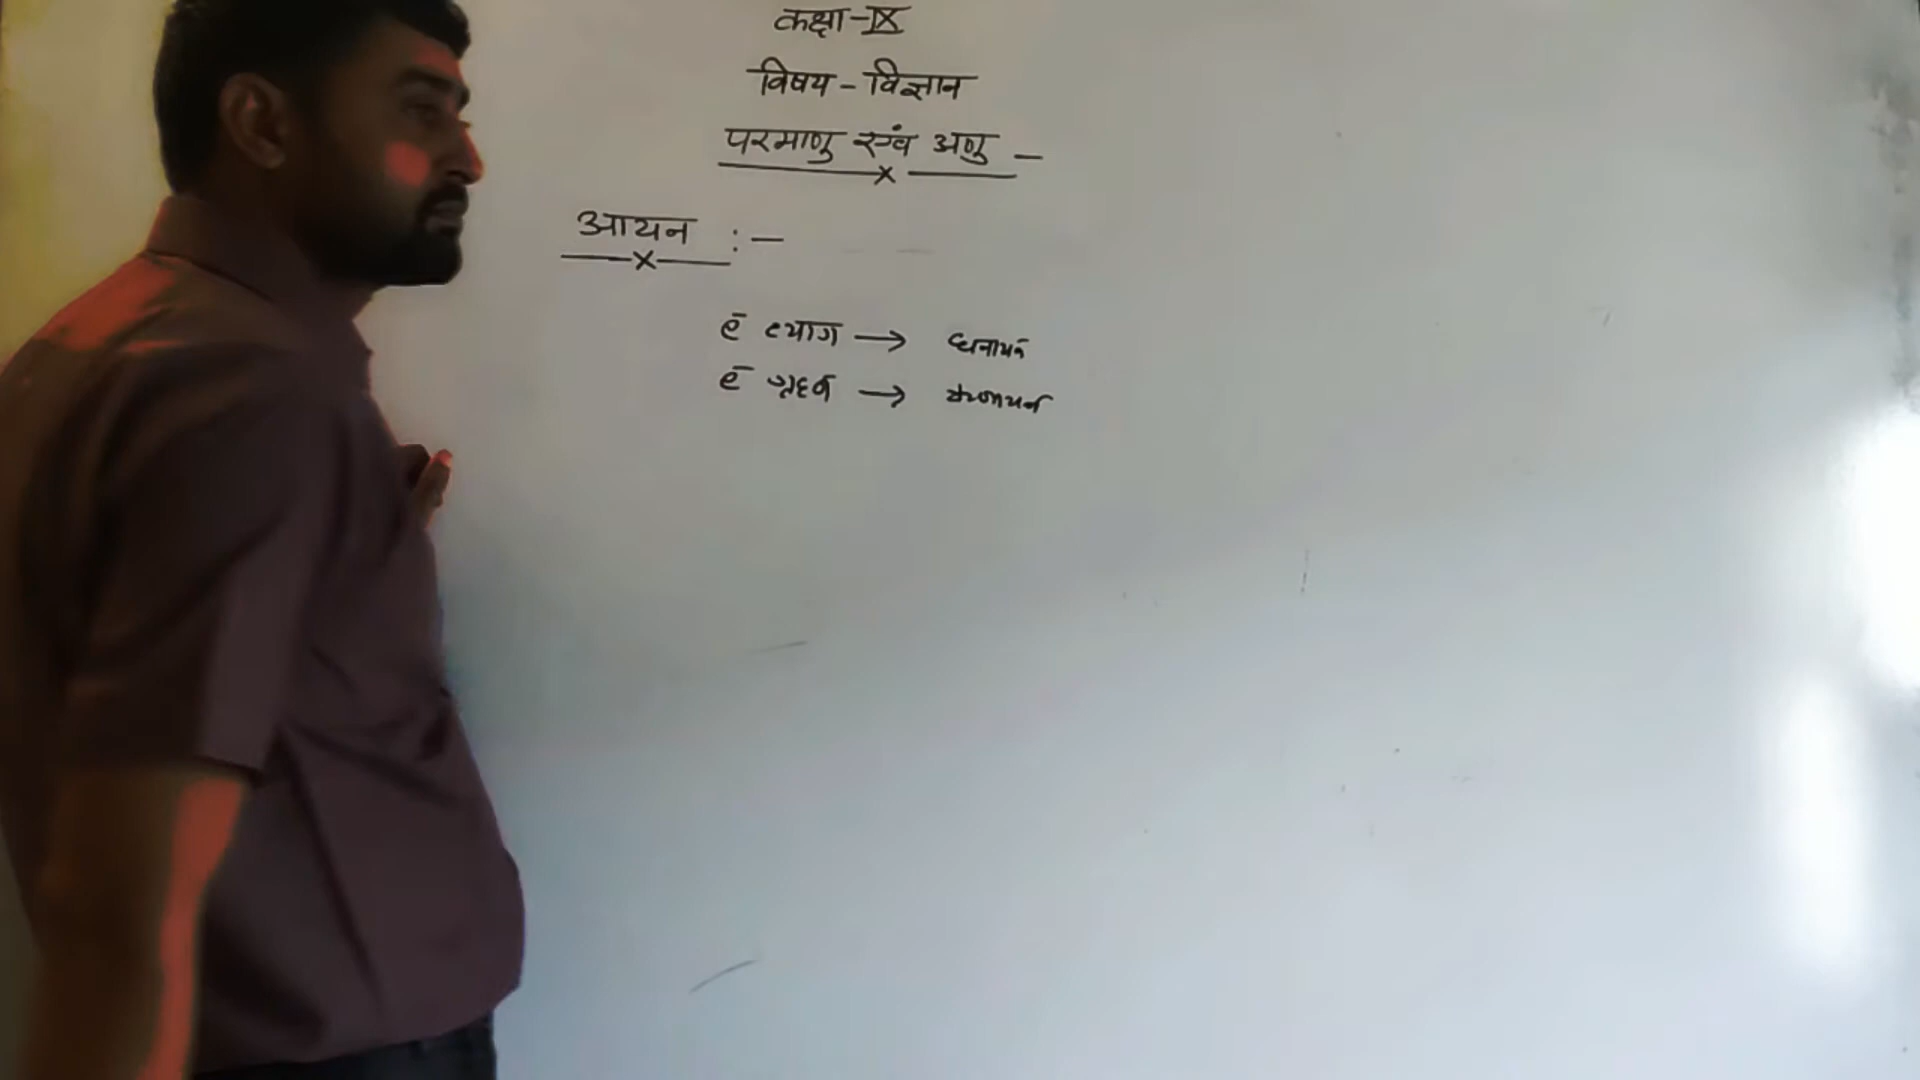 कक्षा-IX
विषय - विज्ञान
परमाणु एवं अणु -
आयन :-
e⁻ त्याग → धनायन
e⁻ ग्रहण → ऋणायन